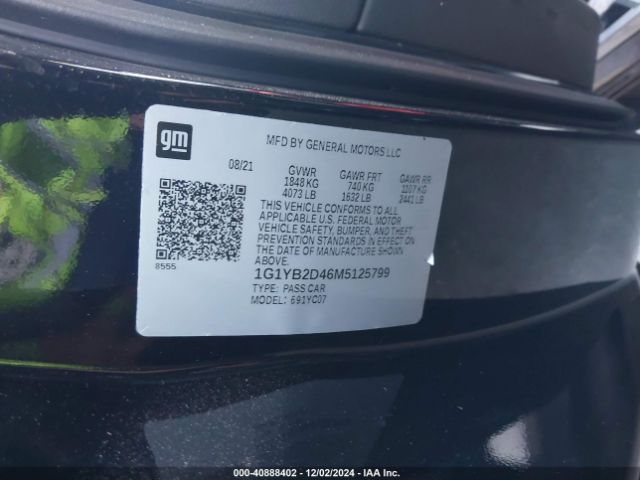 gm
MFD BY GENERAL MOTORS LLC
08/21 GVWR GAWR FRT GAWR RR
1848 KG 740 KG 1107 KG
4073 LB 1632 LB 2441 LB
THIS VEHICLE CONFORMS TO ALL
APPLICABLE U.S. FEDERAL MOTOR
VEHICLE SAFETY, BUMPER, AND THEFT
PREVENTION STANDARDS IN EFFECT ON
THE DATE OF MANUFACTURE SHOWN
ABOVE.
8555
1G1YB2D46M5125799
TYPE: PASS CAR
MODEL: 691YC07
000-40888402 - 12/02/2024 - IAA Inc.